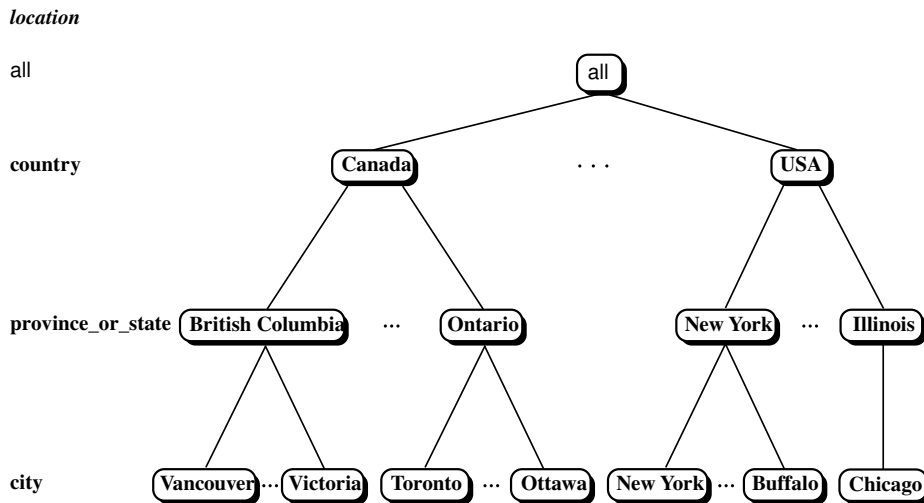 location
all all
country Canada . . . USA
province_or_state British Columbia ... Ontario New York ... Illinois
city Vancouver ... Victoria Toronto ... Ottawa New York ... Buffalo Chicago